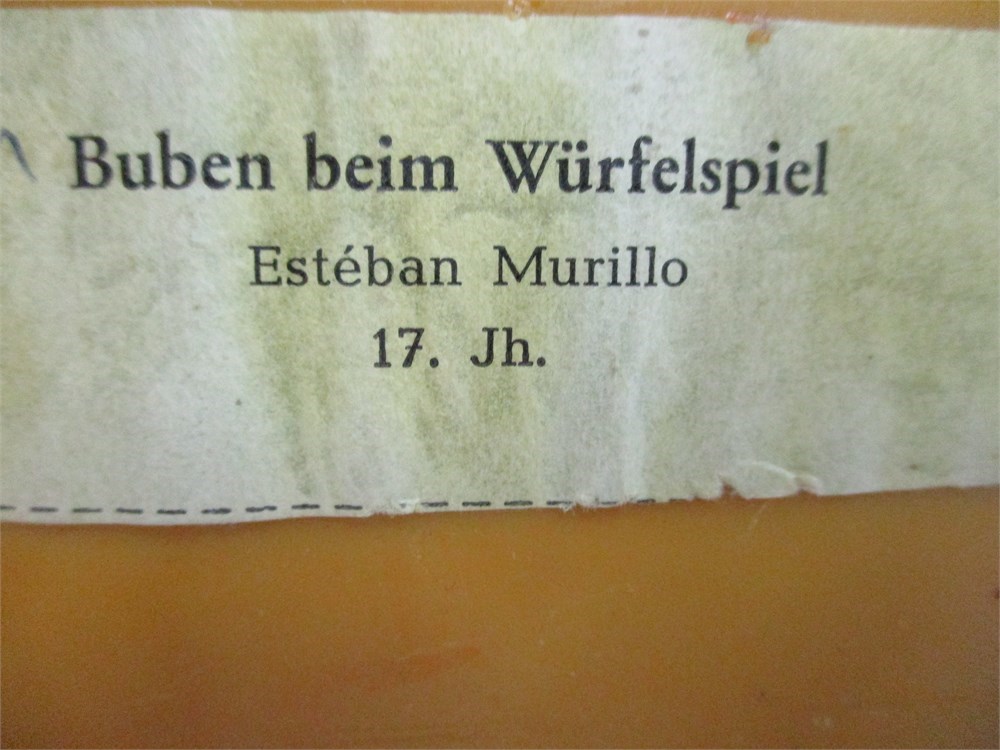 Buben beim Würfelspiel
Estéban Murillo
17. Jh.